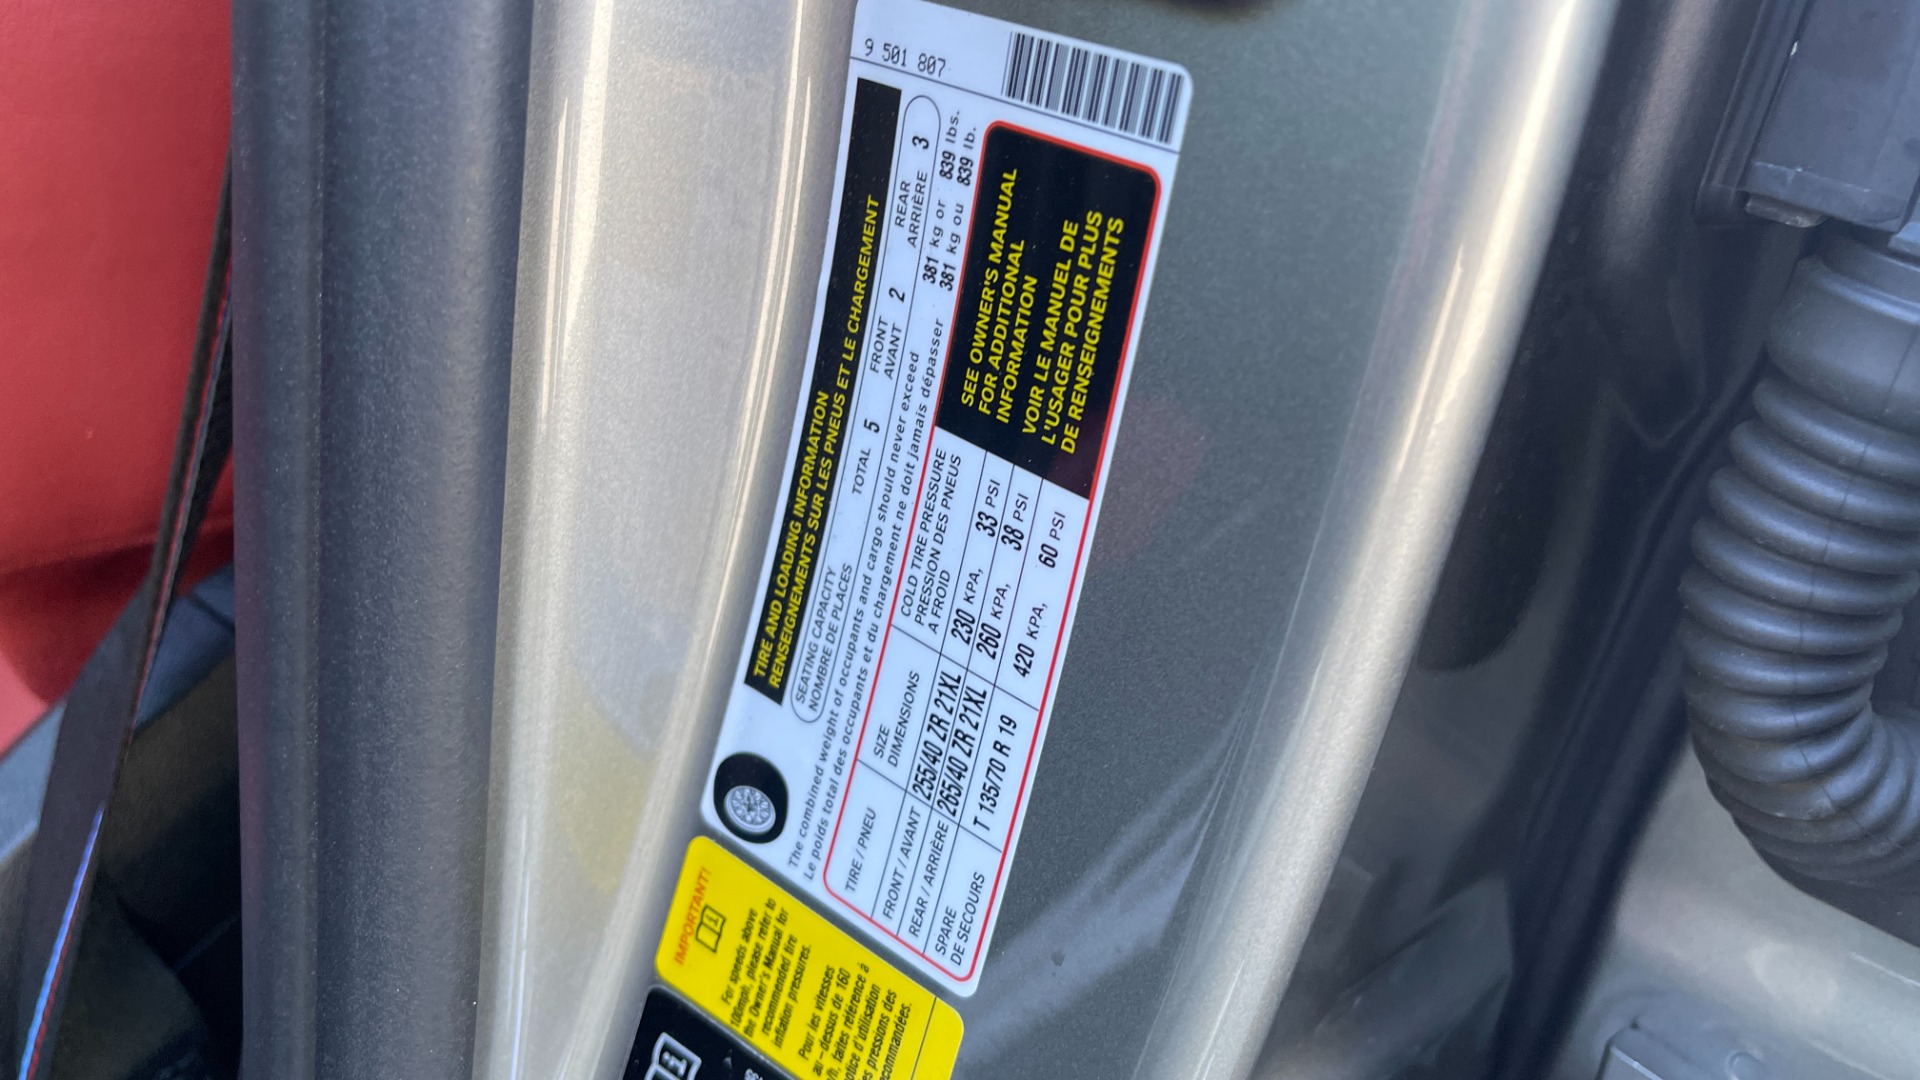 9 501 807
TIRE AND LOADING INFORMATION
RENSEIGNEMENTS SUR LES PNEUS ET LE CHARGEMENT
SEATING CAPACITY
NOMBRE DE PLACES
TOTAL 5
FRONT
AVANT 2
REAR
ARRIÈRE 3
The combined weight of occupants and cargo should never exceed 381 kg or 839 lbs.
Le poids total des occupants et du chargement ne doit jamais dépasser 381 kg ou 839 lb.
TIRE / PNEU
SIZE
DIMENSIONS
COLD TIRE PRESSURE
PRESSION DES PNEUS
A FROID
FRONT / AVANT 255/40 ZR 21XL 230 KPA, 33 PSI
REAR / ARRIÈRE 265/40 ZR 21XL 260 KPA, 38 PSI
SPARE
DE SECOURS
T 135/70 R 19 420 KPA, 60 PSI
SEE OWNER'S MANUAL
FOR ADDITIONAL
INFORMATION
VOIR LE MANUEL DE
L'USAGER POUR PLUS
DE RENSEIGNEMENTS
IMPORTANT!
i
For speeds above
100mph, please refer to
the Owner's Manual for
recommended tire
inflation pressures.
Pour les vitesses
au-dessus de 160
faites référence à
d'utilisation
pressions des
i